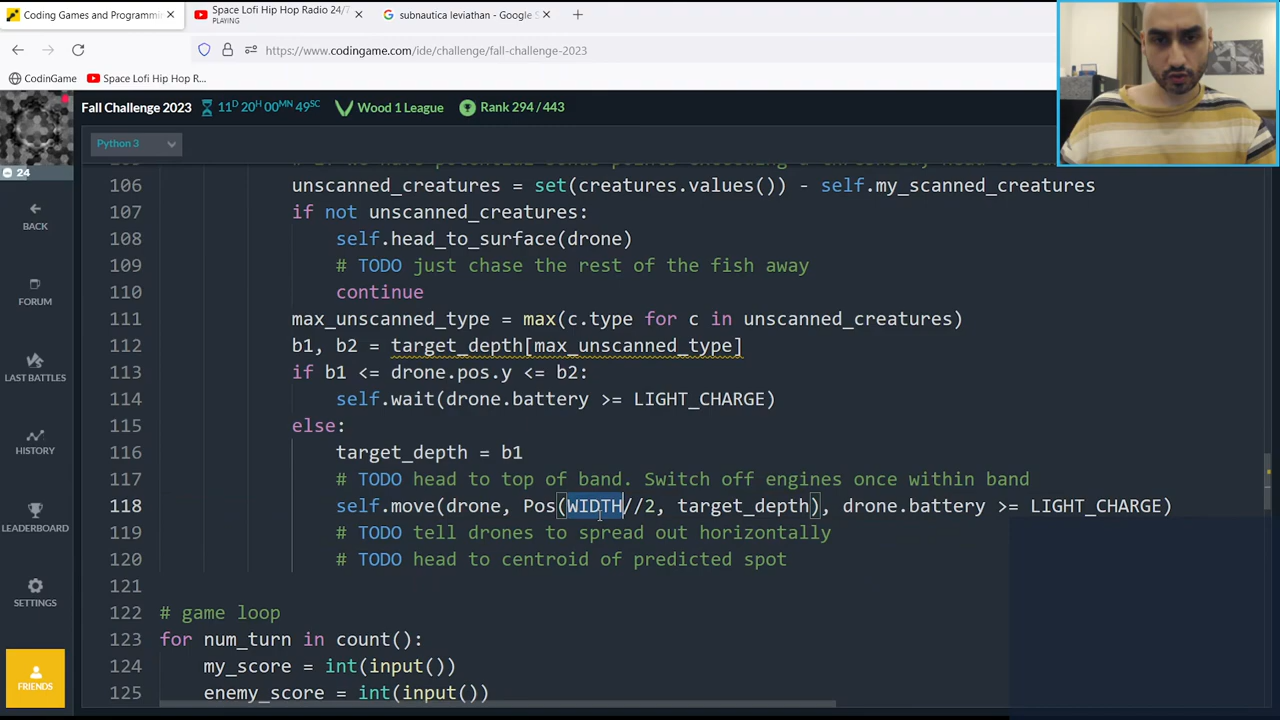 Coding Games and Programmi
Space Lofi Hip Hop Radio 24/7
PLAYING
subnautica leviathan - Google S
https://www.codingame.com/ide/challenge/fall-challenge-2023
CodinGame
Space Lofi Hip Hop R...
Fall Challenge 2023
11D 20H 00MN 49SC
Wood 1 League
Rank 294 / 443
Python 3
24
BACK
FORUM
LAST BATTLES
HISTORY
LEADERBOARD
SETTINGS
FRIENDS
106 unscanned_creatures = set(creatures.values()) - self.my_scanned_creatures
107 if not unscanned_creatures:
108 self.head_to_surface(drone)
109 # TODO just chase the rest of the fish away
110 continue
111 max_unscanned_type = max(c.type for c in unscanned_creatures)
112 b1, b2 = target_depth[max_unscanned_type]
113 if b1 <= drone.pos.y <= b2:
114 self.wait(drone.battery >= LIGHT_CHARGE)
115 else:
116 target_depth = b1
117 # TODO head to top of band. Switch off engines once within band
118 self.move(drone, Pos(WIDTH//2, target_depth), drone.battery >= LIGHT_CHARGE)
119 # TODO tell drones to spread out horizontally
120 # TODO head to centroid of predicted spot
121
122 # game loop
123 for num_turn in count():
124 my_score = int(input())
125 enemy_score = int(input())